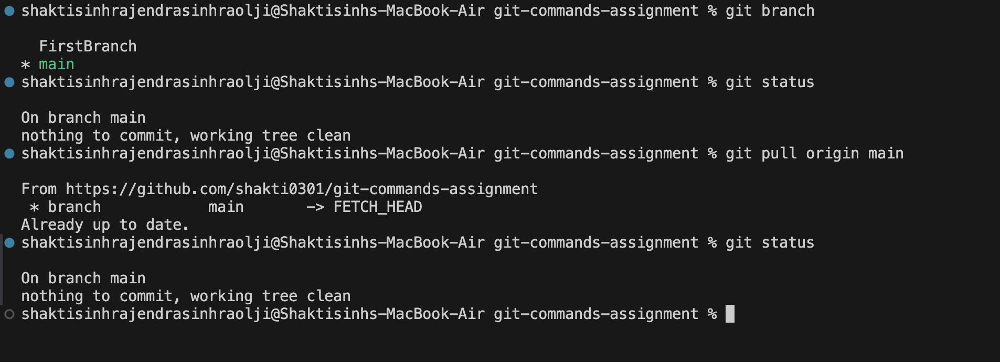 shaktisinhrajendrasinhraolji@Shaktisinhs-MacBook-Air git-commands-assignment % git branch
  FirstBranch
* main
shaktisinhrajendrasinhraolji@Shaktisinhs-MacBook-Air git-commands-assignment % git status
On branch main
nothing to commit, working tree clean
shaktisinhrajendrasinhraolji@Shaktisinhs-MacBook-Air git-commands-assignment % git pull origin main
From https://github.com/shakti0301/git-commands-assignment
 * branch            main       -> FETCH_HEAD
Already up to date.
shaktisinhrajendrasinhraolji@Shaktisinhs-MacBook-Air git-commands-assignment % git status
On branch main
nothing to commit, working tree clean
shaktisinhrajendrasinhraolji@Shaktisinhs-MacBook-Air git-commands-assignment %